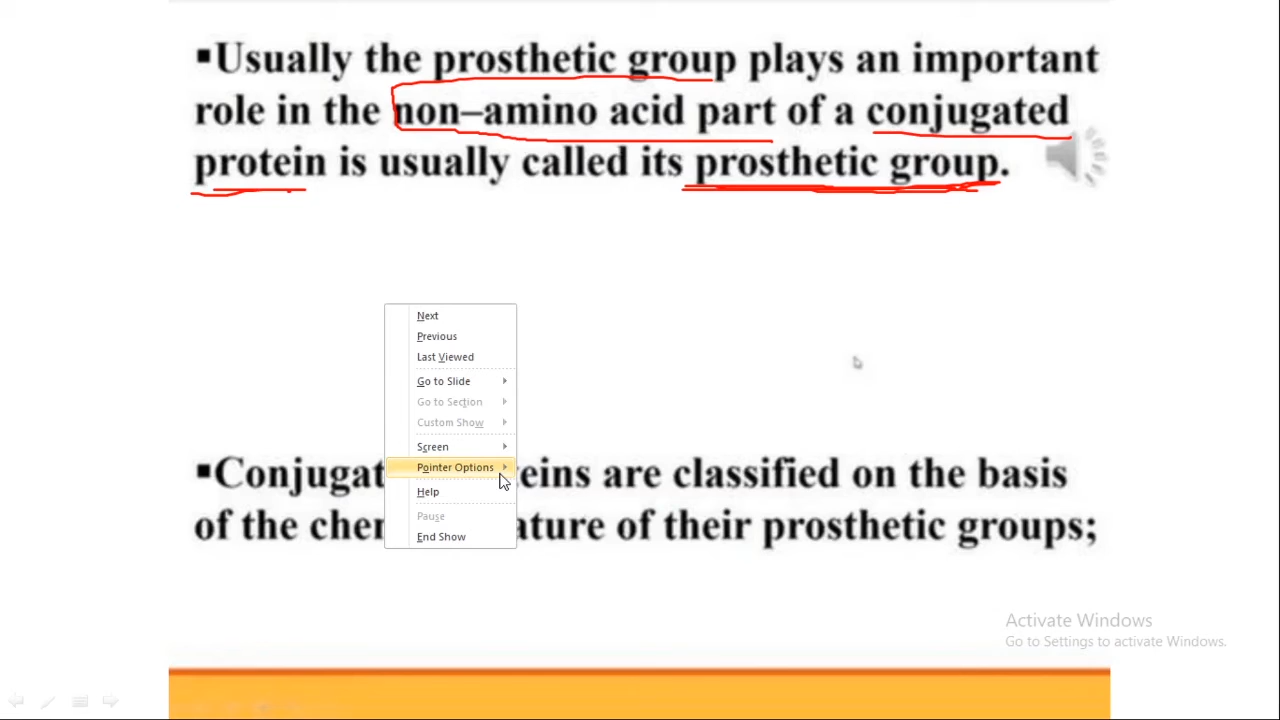 ▪Usually the prosthetic group plays an important
role in the non–amino acid part of a conjugated
protein is usually called its prosthetic group.
Next
Previous
Last Viewed
Go to Slide
Go to Section
Custom Show
Screen
Pointer Options
Help
Pause
End Show
▪Conjugat eins are classified on the basis
of the cher ature of their prosthetic groups;
Activate Windows
Go to Settings to activate Windows.